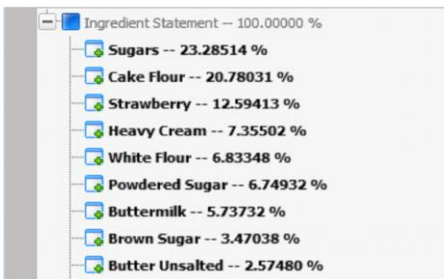 Ingredient Statement -- 100.00000 %
Sugars -- 23.28514 %
Cake Flour -- 20.78031 %
Strawberry -- 12.59413 %
Heavy Cream -- 7.35502 %
White Flour -- 6.83348 %
Powdered Sugar -- 6.74932 %
Buttermilk -- 5.73732 %
Brown Sugar -- 3.47038 %
Butter Unsalted -- 2.57480 %